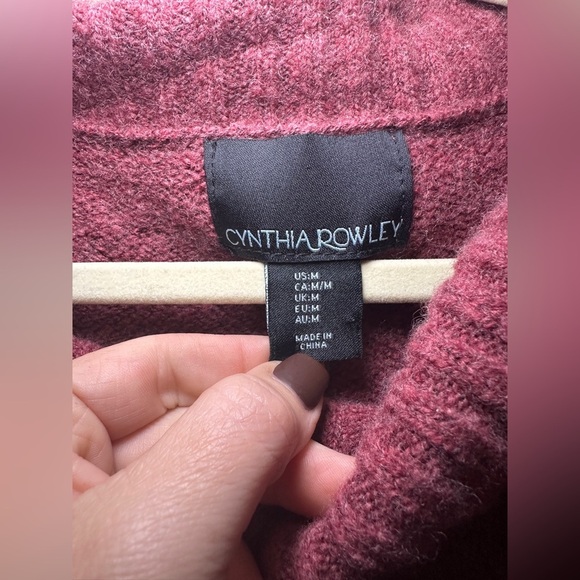 CYNTHIA ROWLEY
US:M
CA:M/M
UK:M
EU:M
AU:M
MADE IN
CHINA